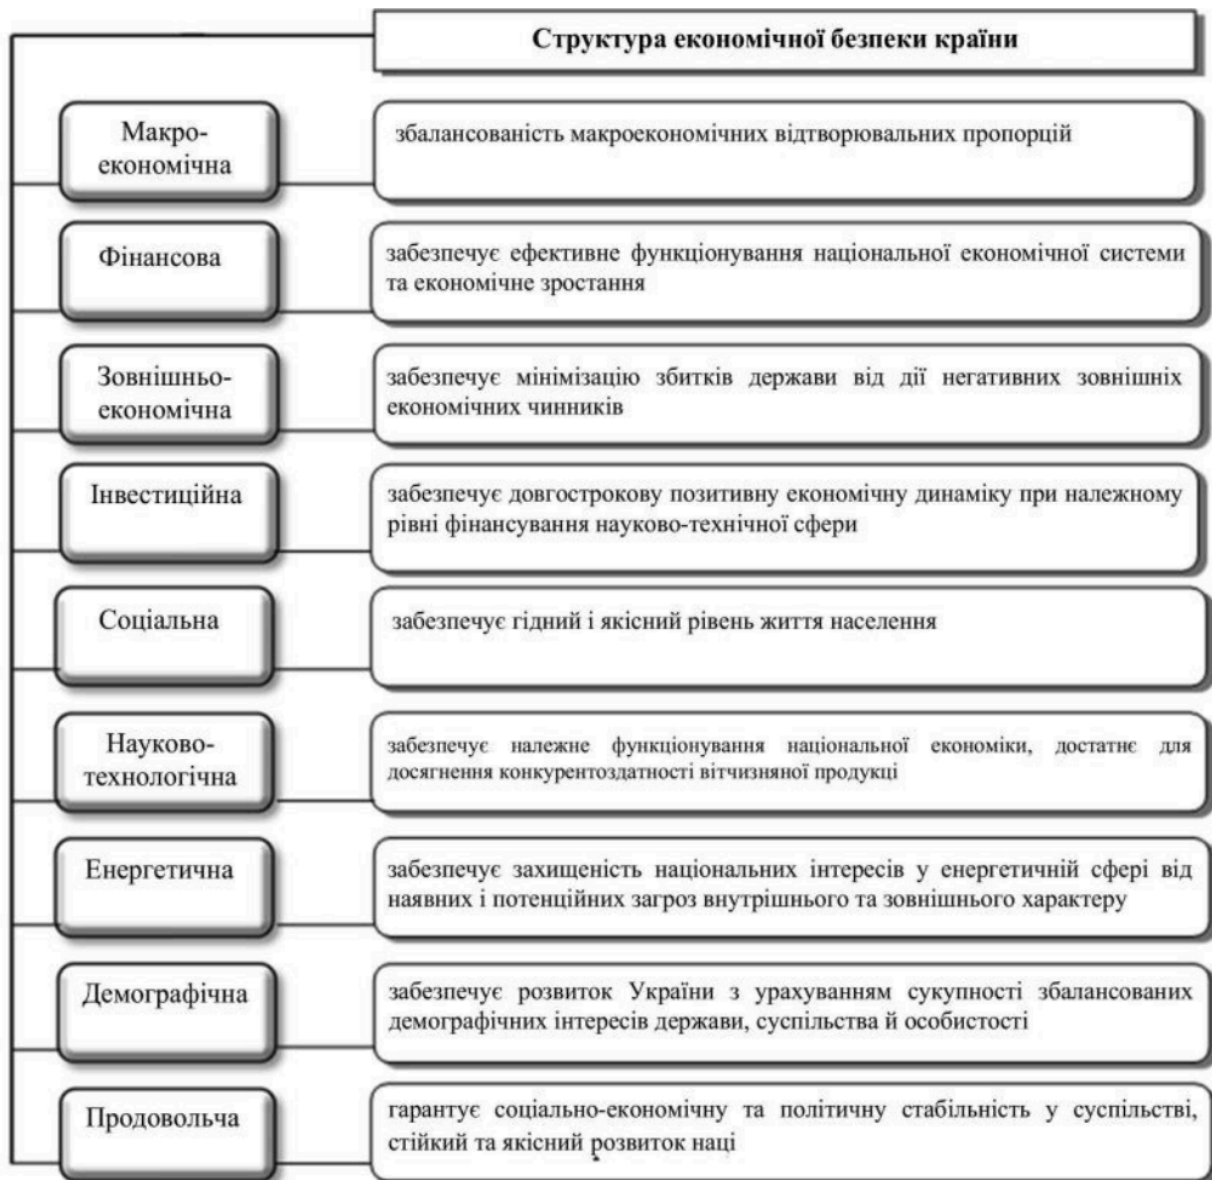 Структура економічної безпеки країни
Макро-
економічна
збалансованість макроекономічних відтворювальних пропорцій
Фінансова
забезпечує ефективне функціонування національної економічної системи
та економічне зростання
Зовнішньо-
економічна
забезпечує мінімізацію збитків держави від дії негативних зовнішніх
економічних чинників
Інвестиційна
забезпечує довгострокову позитивну економічну динаміку при належному
рівні фінансування науково-технічної сфери
Соціальна
забезпечує гідний і якісний рівень життя населення
Науково-
технологічна
забезпечує належне функціонування національної економіки, достатнє для
досягнення конкурентоздатності вітчизняної продукці
Енергетична
забезпечує захищеність національних інтересів у енергетичній сфері від
наявних і потенційних загроз внутрішнього та зовнішнього характеру
Демографічна
забезпечує розвиток України з урахуванням сукупності збалансованих
демографічних інтересів держави, суспільства й особистості
Продовольча
гарантує соціально-економічну та політичну стабільність у суспільстві,
стійкий та якісний розвиток наці